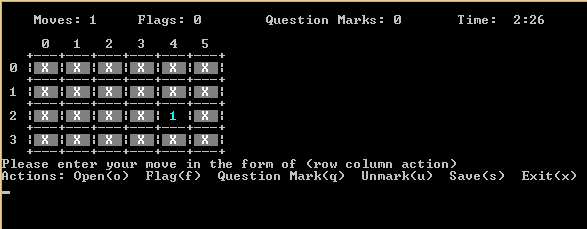 Moves: 1 Flags: 0 Question Marks: 0 Time: 2:26
0 1 2 3 4 5
+---+---+---+---+---+---+
0 ¦ X ¦ X ¦ X ¦ X ¦ X ¦ X ¦
+---+---+---+---+---+---+
1 ¦ X ¦ X ¦ X ¦ X ¦ X ¦ X ¦
+---+---+---+---+---+---+
2 ¦ X ¦ X ¦ X ¦ X ¦ 1 ¦ X ¦
+---+---+---+---+---+---+
3 ¦ X ¦ X ¦ X ¦ X ¦ X ¦ X ¦
+---+---+---+---+---+---+
Please enter your move in the form of (row column action)
Actions: Open(o) Flag(f) Question Mark(q) Unmark(u) Save(s) Exit(x)